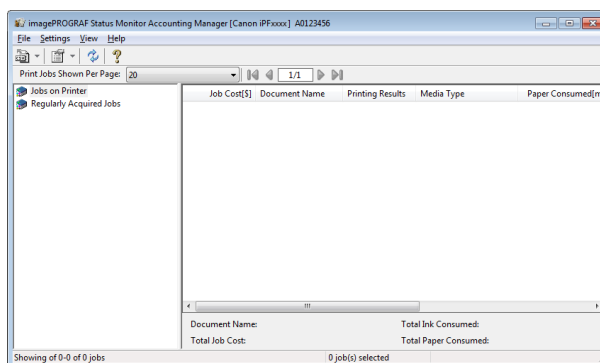 imagePROGRAF Status Monitor Accounting Manager [Canon iPFxxxx] A0123456
File Settings View Help
Print Jobs Shown Per Page: 20 1/1
Jobs on Printer
Regularly Acquired Jobs
Job Cost[$] Document Name Printing Results Media Type Paper Consumed[m
Document Name: Total Ink Consumed:
Total Job Cost: Total Paper Consumed:
Showing of 0-0 of 0 jobs 0 job(s) selected